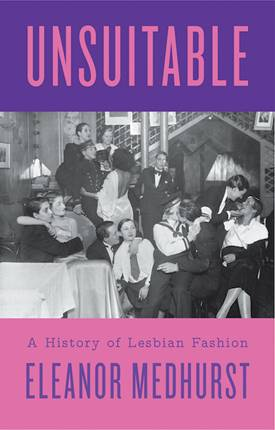 UNSUITABLE
A History of Lesbian Fashion
ELEANOR MEDHURST